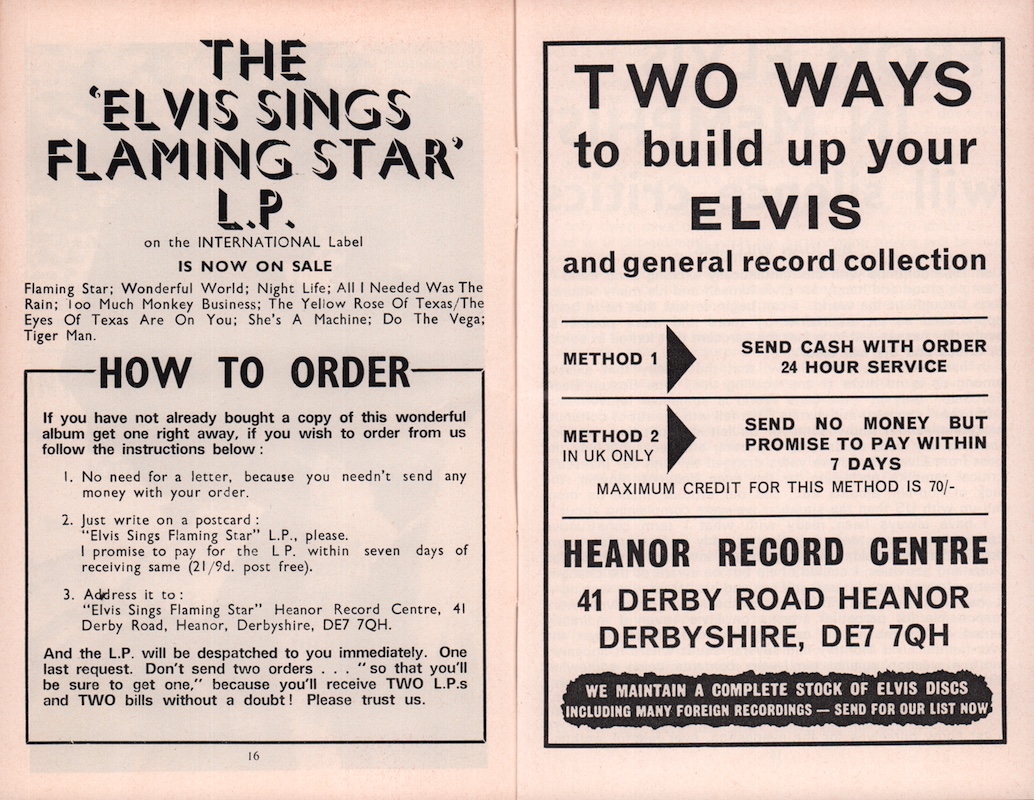 THE
‘ELVIS SINGS
FLAMING STAR’
L.P.
on the INTERNATIONAL Label
IS NOW ON SALE
Flaming Star; Wonderful World; Night Life; All I Needed Was The
Rain; Too Much Monkey Business; The Yellow Rose Of Texas/The
Eyes Of Texas Are On You; She's A Machine; Do The Vega;
Tiger Man.
HOW TO ORDER
If you have not already bought a copy of this wonderful
album get one right away, if you wish to order from us
follow the instructions below :
1. No need for a letter, because you needn't send any
money with your order.
2. Just write on a postcard :
"Elvis Sings Flaming Star" L.P., please.
I promise to pay for the L P. within seven days of
receiving same (21/9d. post free).
3. Address it to :
"Elvis Sings Flaming Star" Heanor Record Centre, 41
Derby Road, Heanor, Derbyshire, DE7 7QH.
And the L.P. will be despatched to you immediately. One
last request. Don't send two orders . . . "so that you'll
be sure to get one," because you'll receive TWO L.P.s
and TWO bills without a doubt! Please trust us.
16
TWO WAYS
to build up your
ELVIS
and general record collection
METHOD 1
SEND CASH WITH ORDER
24 HOUR SERVICE
METHOD 2
IN UK ONLY
SEND NO MONEY BUT
PROMISE TO PAY WITHIN
7 DAYS
MAXIMUM CREDIT FOR THIS METHOD IS 70/-
HEANOR RECORD CENTRE
41 DERBY ROAD HEANOR
DERBYSHIRE, DE7 7QH
WE MAINTAIN A COMPLETE STOCK OF ELVIS DISCS
INCLUDING MANY FOREIGN RECORDINGS — SEND FOR OUR LIST NOW